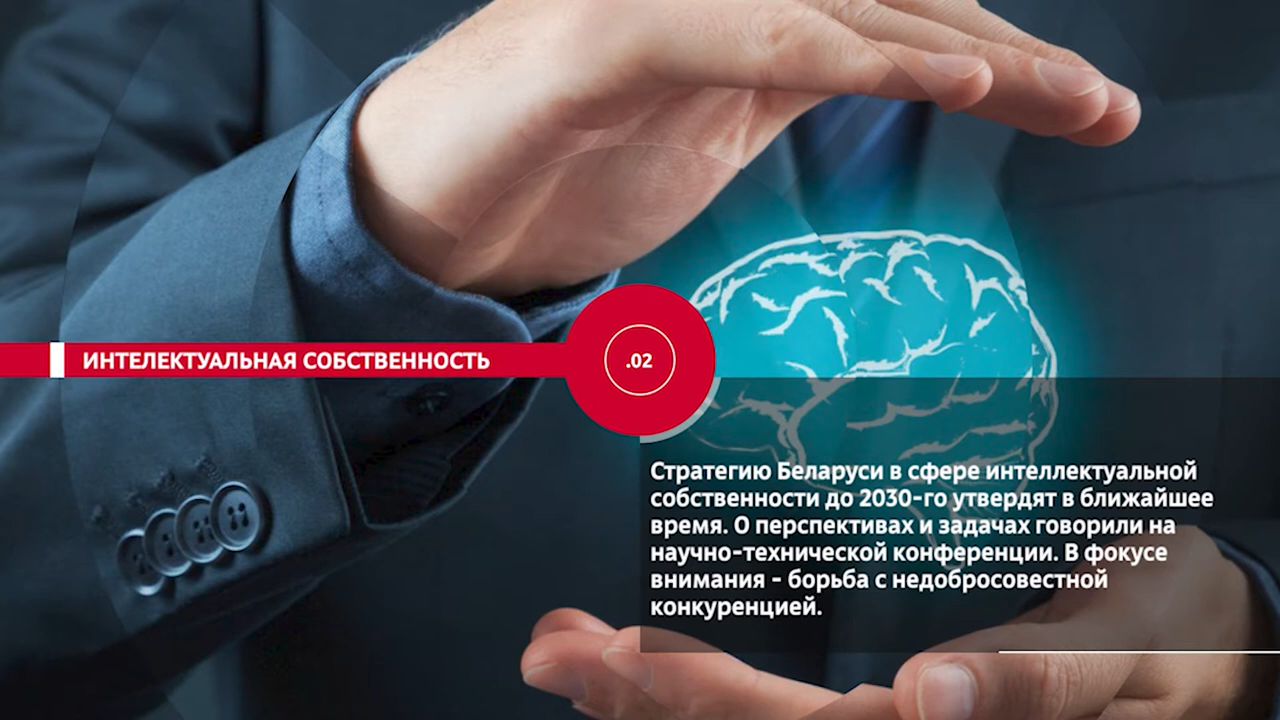 ИНТЕЛЕКТУАЛЬНАЯ СОБСТВЕННОСТЬ
.02
Стратегию Беларуси в сфере интеллектуальной
собственности до 2030-го утвердят в ближайшее
время. О перспективах и задачах говорили на
научно-технической конференции. В фокусе
внимания - борьба с недобросовестной
конкуренцией.